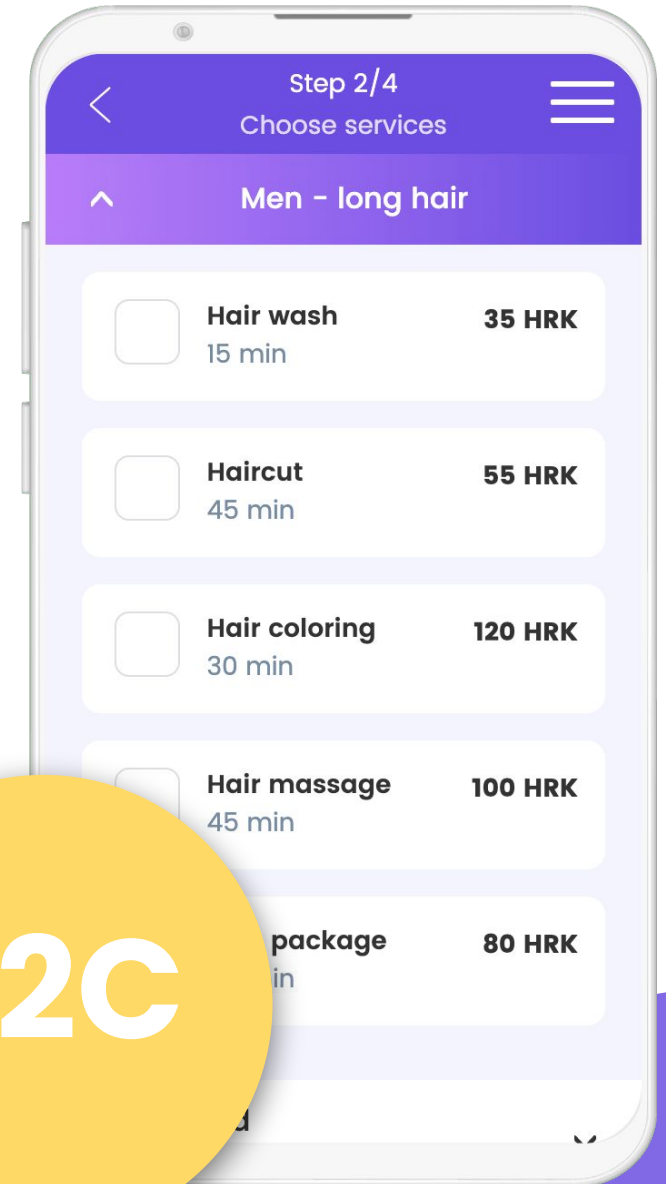 Step 2/4
Choose services
Men - long hair
Hair wash
35 HRK
15 min
Haircut
55 HRK
45 min
Hair coloring
120 HRK
30 min
Hair massage
100 HRK
45 min
package
80 HRK
2C